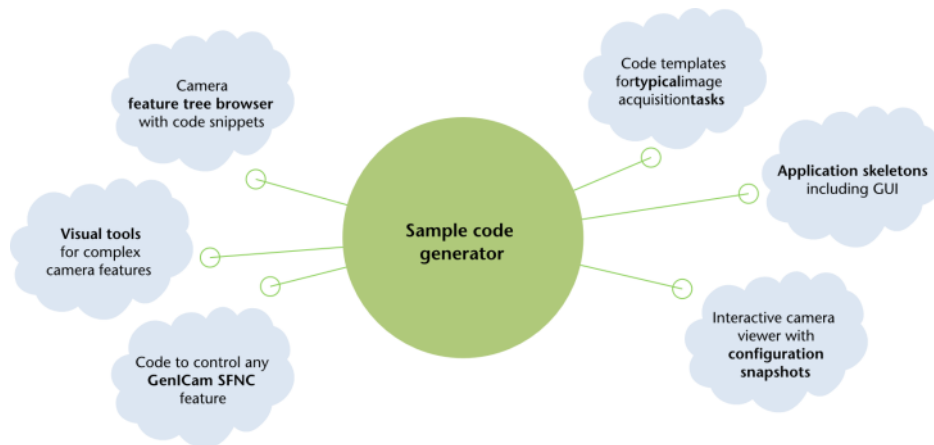 Camera
feature tree browser
with code snippets
Code templates
fortypicalimage
acquisitiontasks
Application skeletons
including GUI
Visual tools
for complex
camera features
Sample code
generator
Code to control any
GenICam SFNC
feature
Interactive camera
viewer with
configuration
snapshots